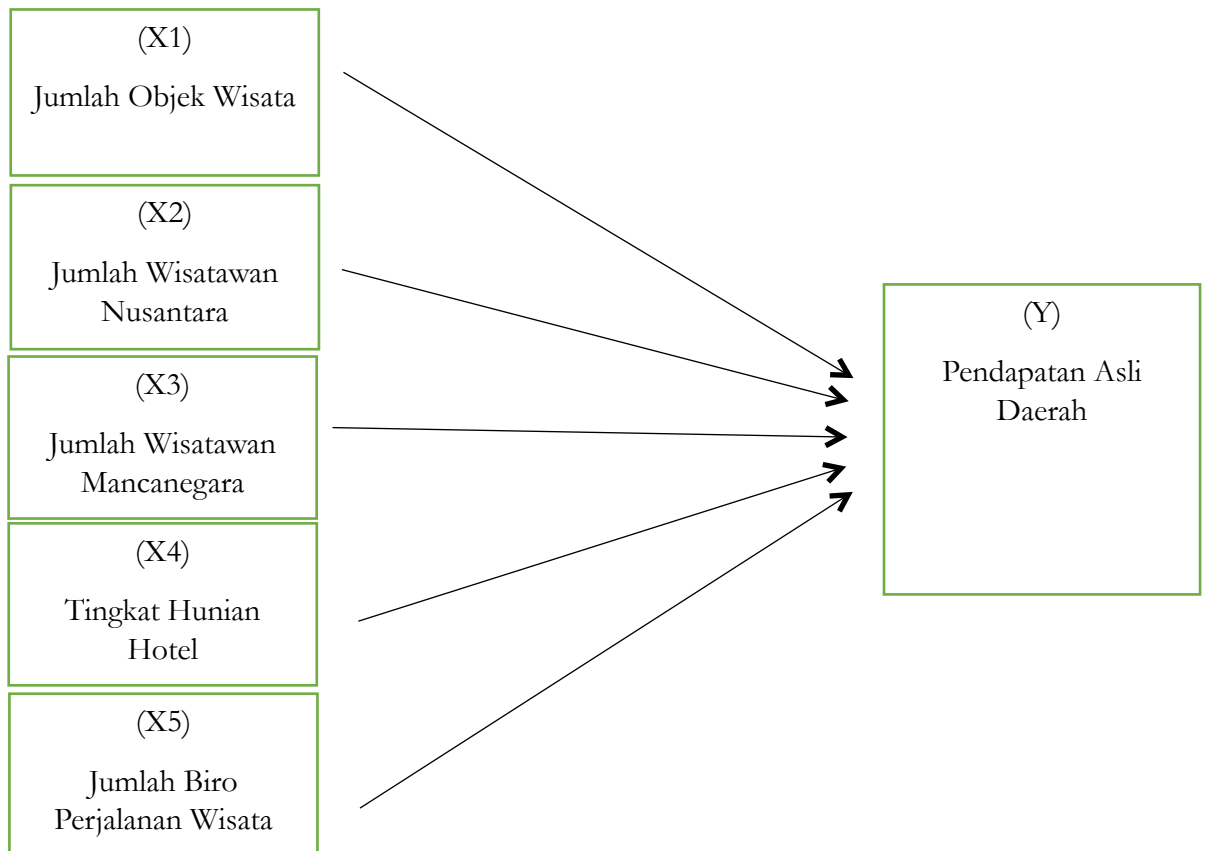 (X1)
Jumlah Objek Wisata
(X2)
Jumlah Wisatawan
Nusantara
(X3)
Jumlah Wisatawan
Mancanegara
(X4)
Tingkat Hunian
Hotel
(X5)
Jumlah Biro
Perjalanan Wisata
(Y)
Pendapatan Asli
Daerah